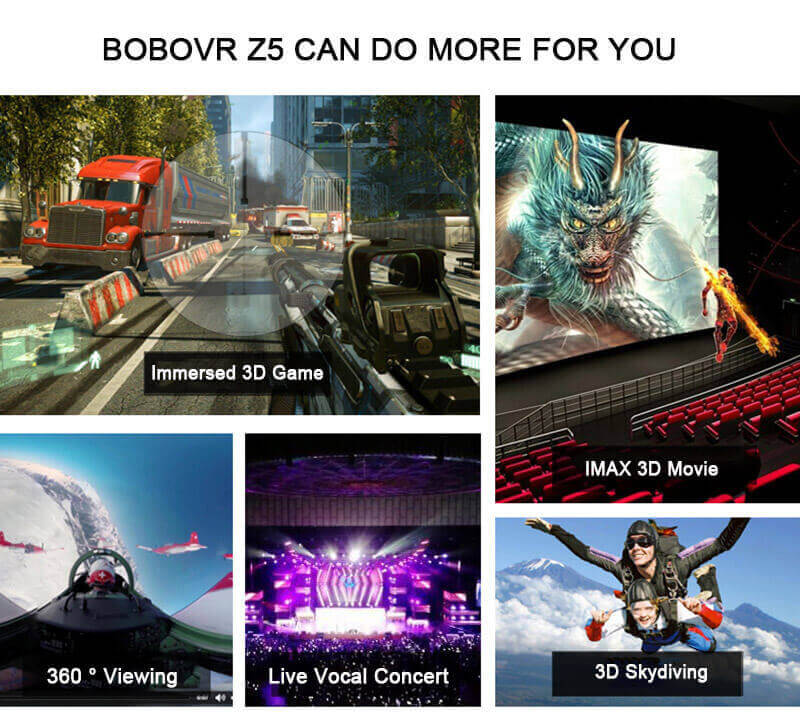 BOBOVR Z5 CAN DO MORE FOR YOU
Immersed 3D Game
IMAX 3D Movie
360 ° Viewing
Live Vocal Concert
3D Skydiving